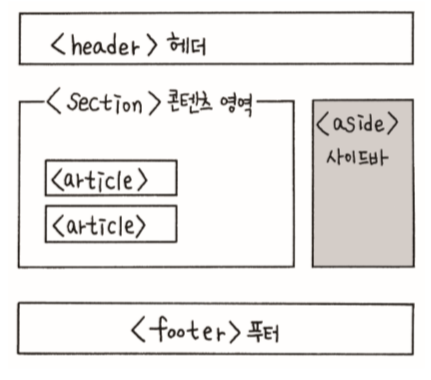 <header> 헤더
<section> 콘텐츠 영역
<article>
<article>
<aside>
사이드바
<footer> 푸터